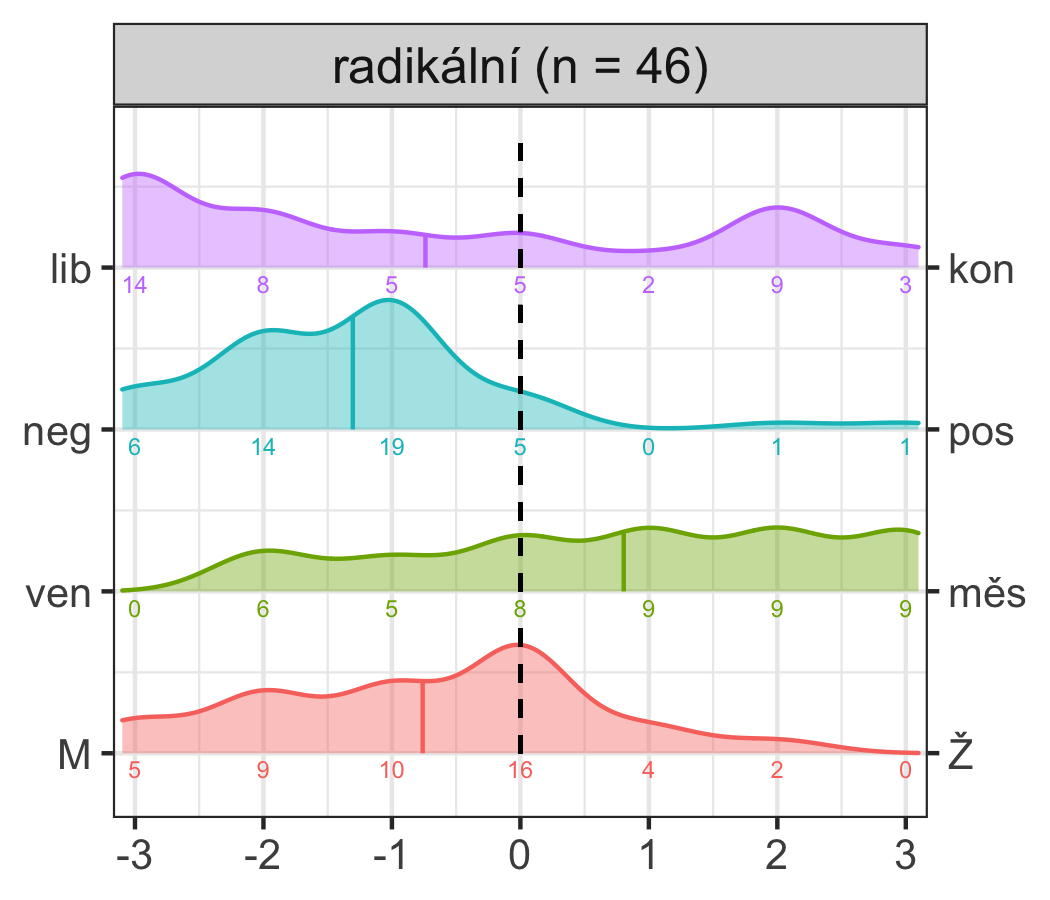 radikální (n = 46)
lib kon
14 8 5 5 2 9 3
neg pos
6 14 19 5 0 1 1
ven měs
0 6 5 8 9 9 9
M Ž
5 9 10 16 4 2 0
-3 -2 -1 0 1 2 3